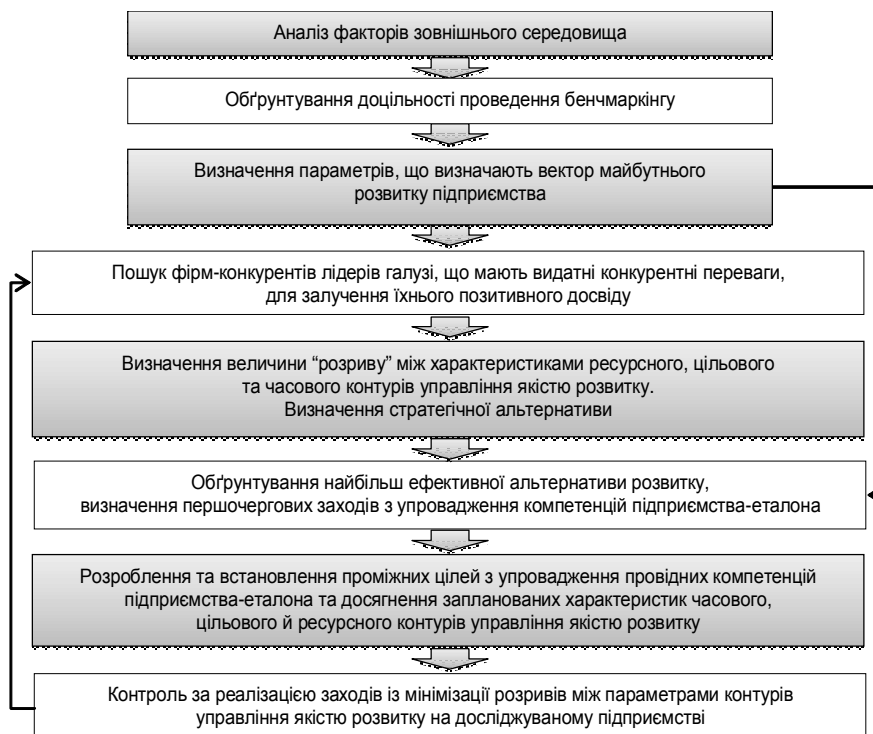 Аналіз факторів зовнішнього середовища
Обґрунтування доцільності проведення бенчмаркінгу
Визначення параметрів, що визначають вектор майбутнього
розвитку підприємства
Пошук фірм-конкурентів лідерів галузі, що мають видатні конкурентні переваги,
для залучення їхнього позитивного досвіду
Визначення величини “розриву” між характеристиками ресурсного, цільового
та часового контурів управління якістю розвитку.
Визначення стратегічної альтернативи
Обґрунтування найбільш ефективної альтернативи розвитку,
визначення першочергових заходів з упровадження компетенцій підприємства-еталона
Розроблення та встановлення проміжних цілей з упровадження провідних компетенцій
підприємства-еталона та досягнення запланованих характеристик часового,
цільового й ресурсного контурів управління якістю розвитку
Контроль за реалізацією заходів із мінімізації розривів між параметрами контурів
управління якістю розвитку на досліджуваному підприємстві